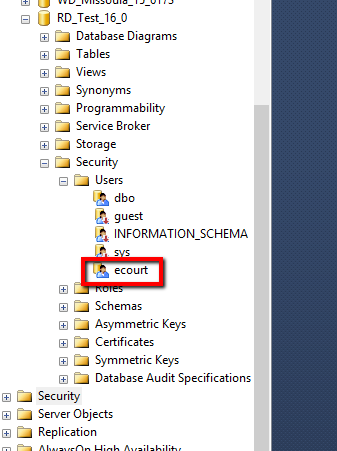 WD_Missoula_15_0175
RD_Test_16_0
Database Diagrams
Tables
Views
Synonyms
Programmability
Service Broker
Storage
Security
Users
dbo
guest
INFORMATION_SCHEMA
sys
ecourt
Roles
Schemas
Asymmetric Keys
Certificates
Symmetric Keys
Database Audit Specifications
Security
Server Objects
Replication
AlwaysOn High Availability